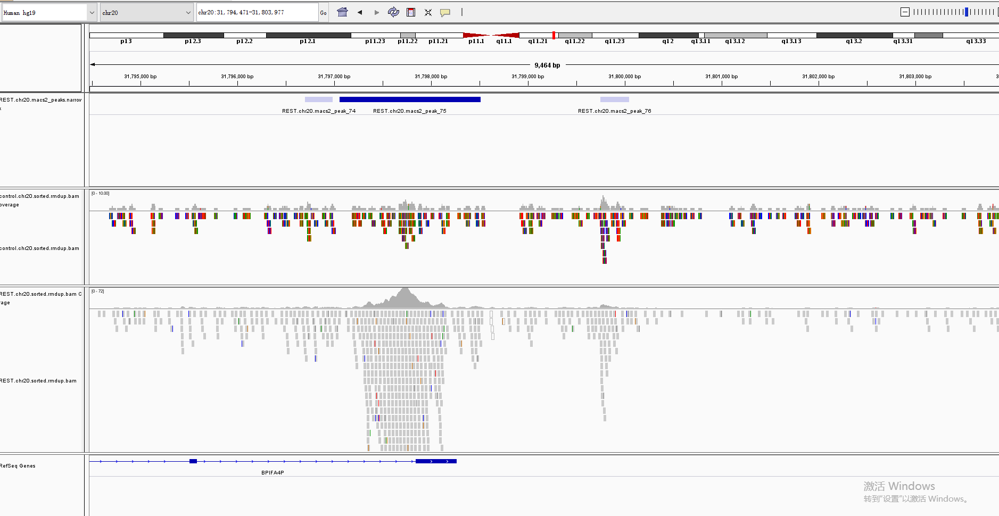 Human hg19 chr20 chr20:31,794,471-31,803,977 Go
p13 p12.3 p12.2 p12.1 p11.23 p11.22 p11.21 p11.1 q11.1 q11.21 q11.22 q11.23 q12 q13.11 q13.12 q13.13 q13.2 q13.31 q13.33
9,464 bp
31,795,000 bp 31,796,000 bp 31,797,000 bp 31,798,000 bp 31,799,000 bp 31,800,000 bp 31,801,000 bp 31,802,000 bp 31,803,000 bp 3
REST.chr20.macs2_peaks.narrow
k
REST.chr20.macs2_peak_74 REST.chr20.macs2_peak_75 REST.chr20.macs2_peak_76
[0 - 10.00]
control.chr20.sorted.rmdup.bam
overage
control.chr20.sorted.rmdup.bam
[0 - 72]
REST.chr20.sorted.rmdup.bam C
rage
REST.chr20.sorted.rmdup.bam
RefSeq Genes
BPIFA4P
激活 Windows
转到"设置"以激活 Windows。